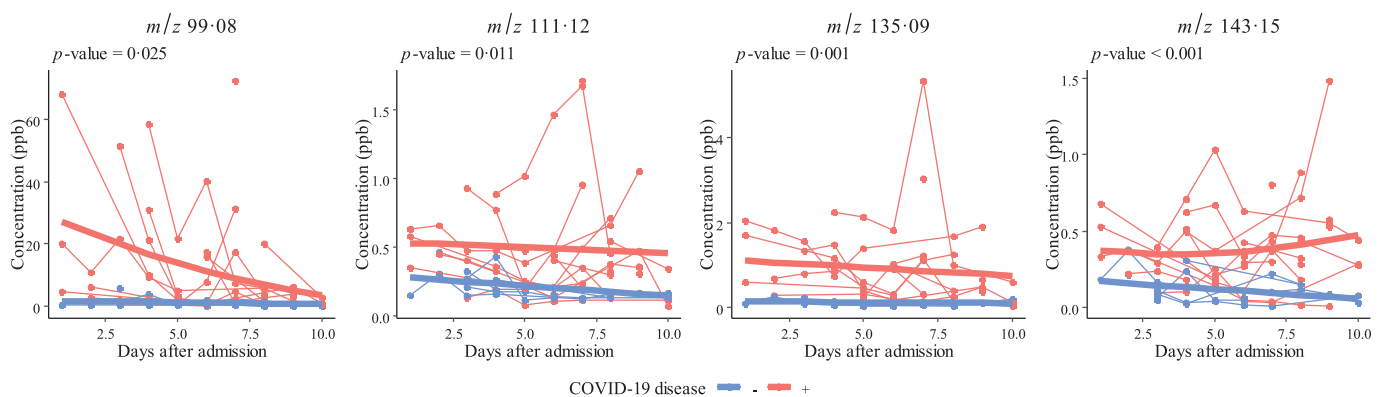 m/z 99·08
p-value = 0·025
Concentration (ppb)
60
40
20
0
2.5
5.0
7.5
10.0
Days after admission
m/z 111·12
p-value = 0·011
Concentration (ppb)
1.5
1.0
0.5
0.0
2.5
5.0
7.5
10.0
Days after admission
m/z 135·09
p-value = 0·001
Concentration (ppb)
4
2
0
2.5
5.0
7.5
10.0
Days after admission
m/z 143·15
p-value < 0.001
Concentration (ppb)
1.5
1.0
0.5
0.0
2.5
5.0
7.5
10.0
Days after admission
COVID-19 disease - +